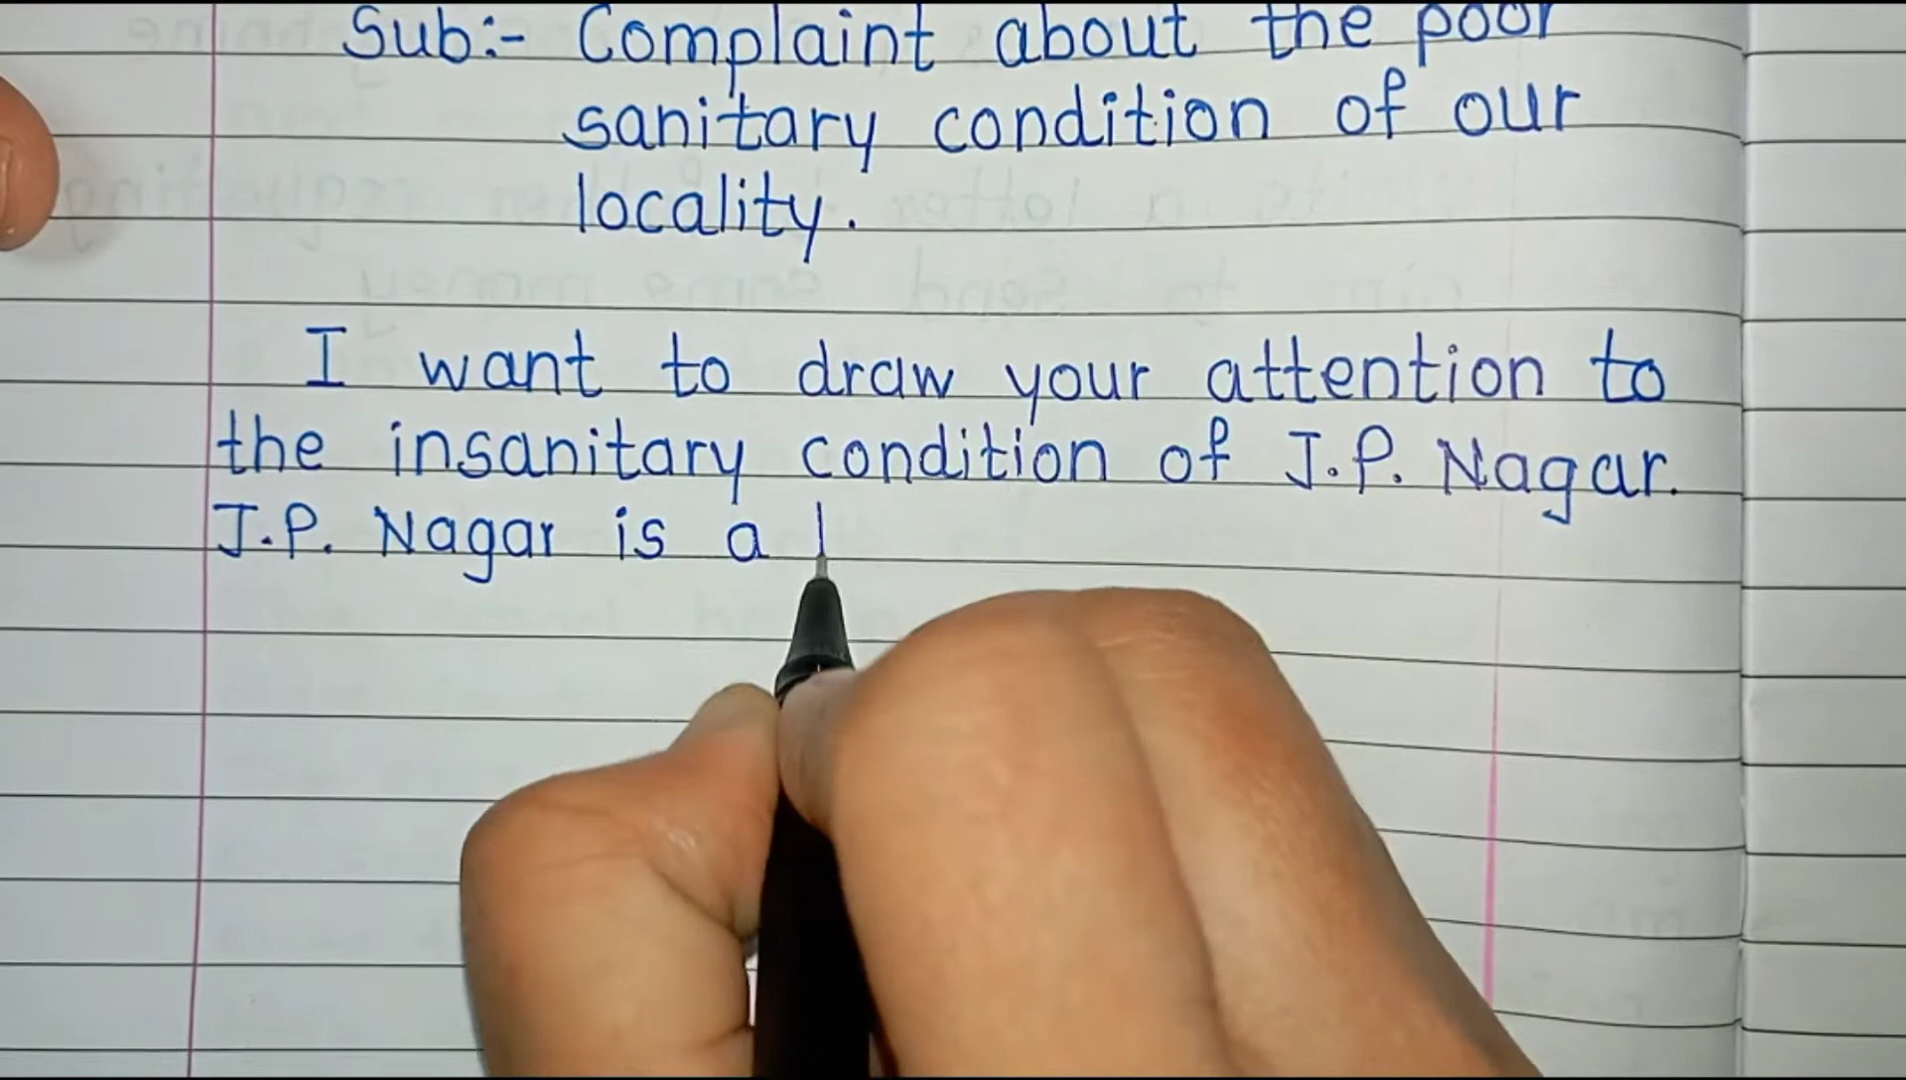 Sub:- Complaint about the poor
sanitary condition of our
locality.
I want to draw your attention to
the insanitary condition of J.P. Nagar.
J.P. Nagar is a l